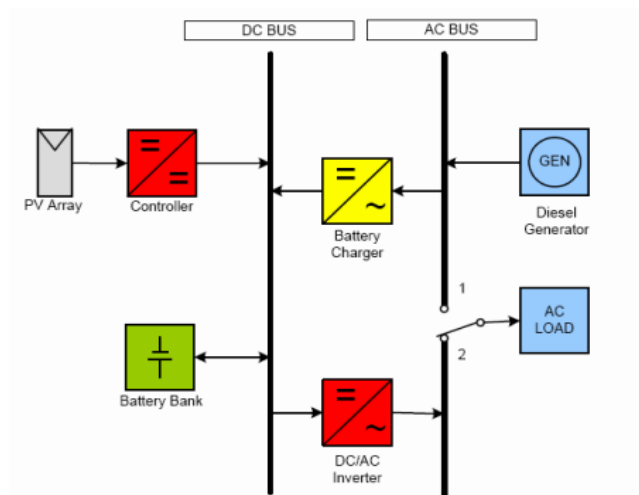 DC BUS
AC BUS
PV Array
Controller
Battery
Charger
GEN
Diesel
Generator
1
2
AC
LOAD
Battery Bank
DC/AC
Inverter